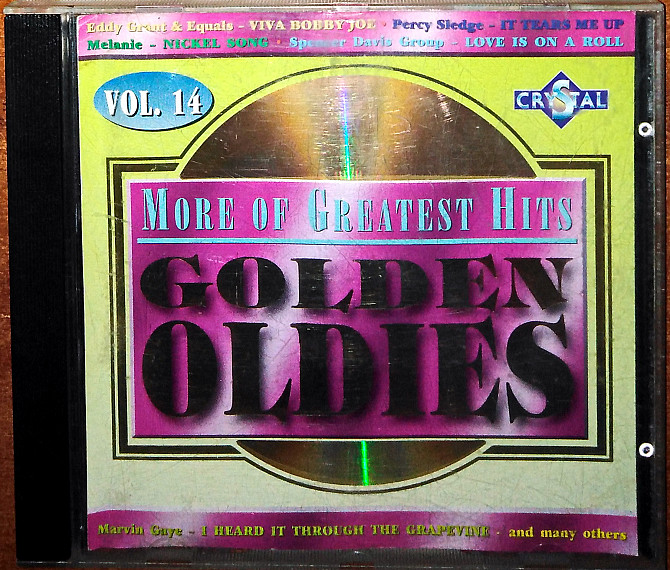 Eddy Grant & Equals - VIVA BOBBY JOE · Percy Sledge - IT TEARS ME UP
Melanie - NICKEL SONG · Spencer Davis Group - LOVE IS ON A ROLL
VOL. 14
CRYSTAL
MORE OF GREATEST HITS
GOLDEN
OLDIES
Marvin Gaye - I HEARD IT THROUGH THE GRAPEVINE - and many others